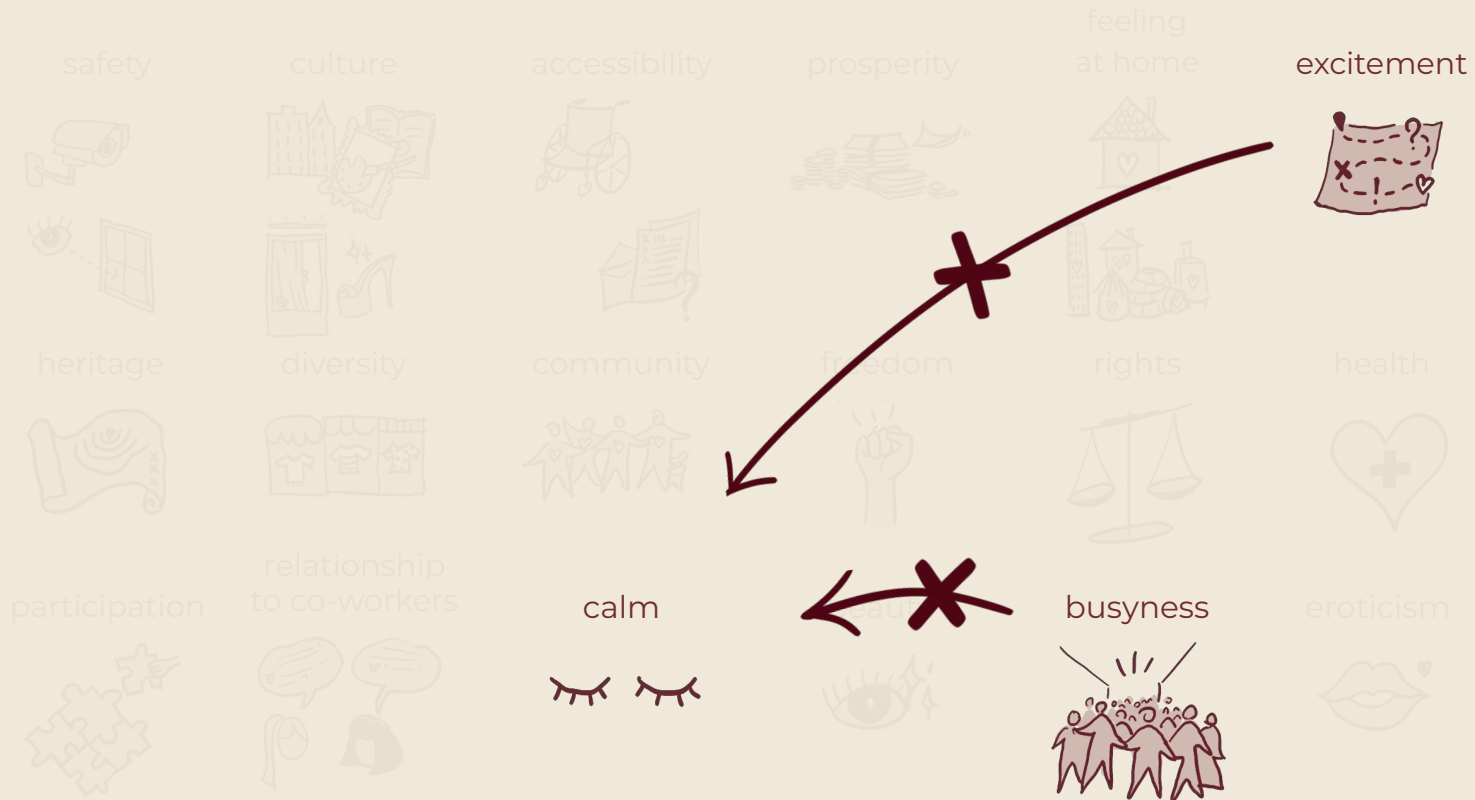 feeling
safety
culture
accessibility
prosperity
at home
excitement
heritage
diversity
community
freedom
rights
health
relationship
participation
to co-workers
calm
beauty
busyness
eroticism